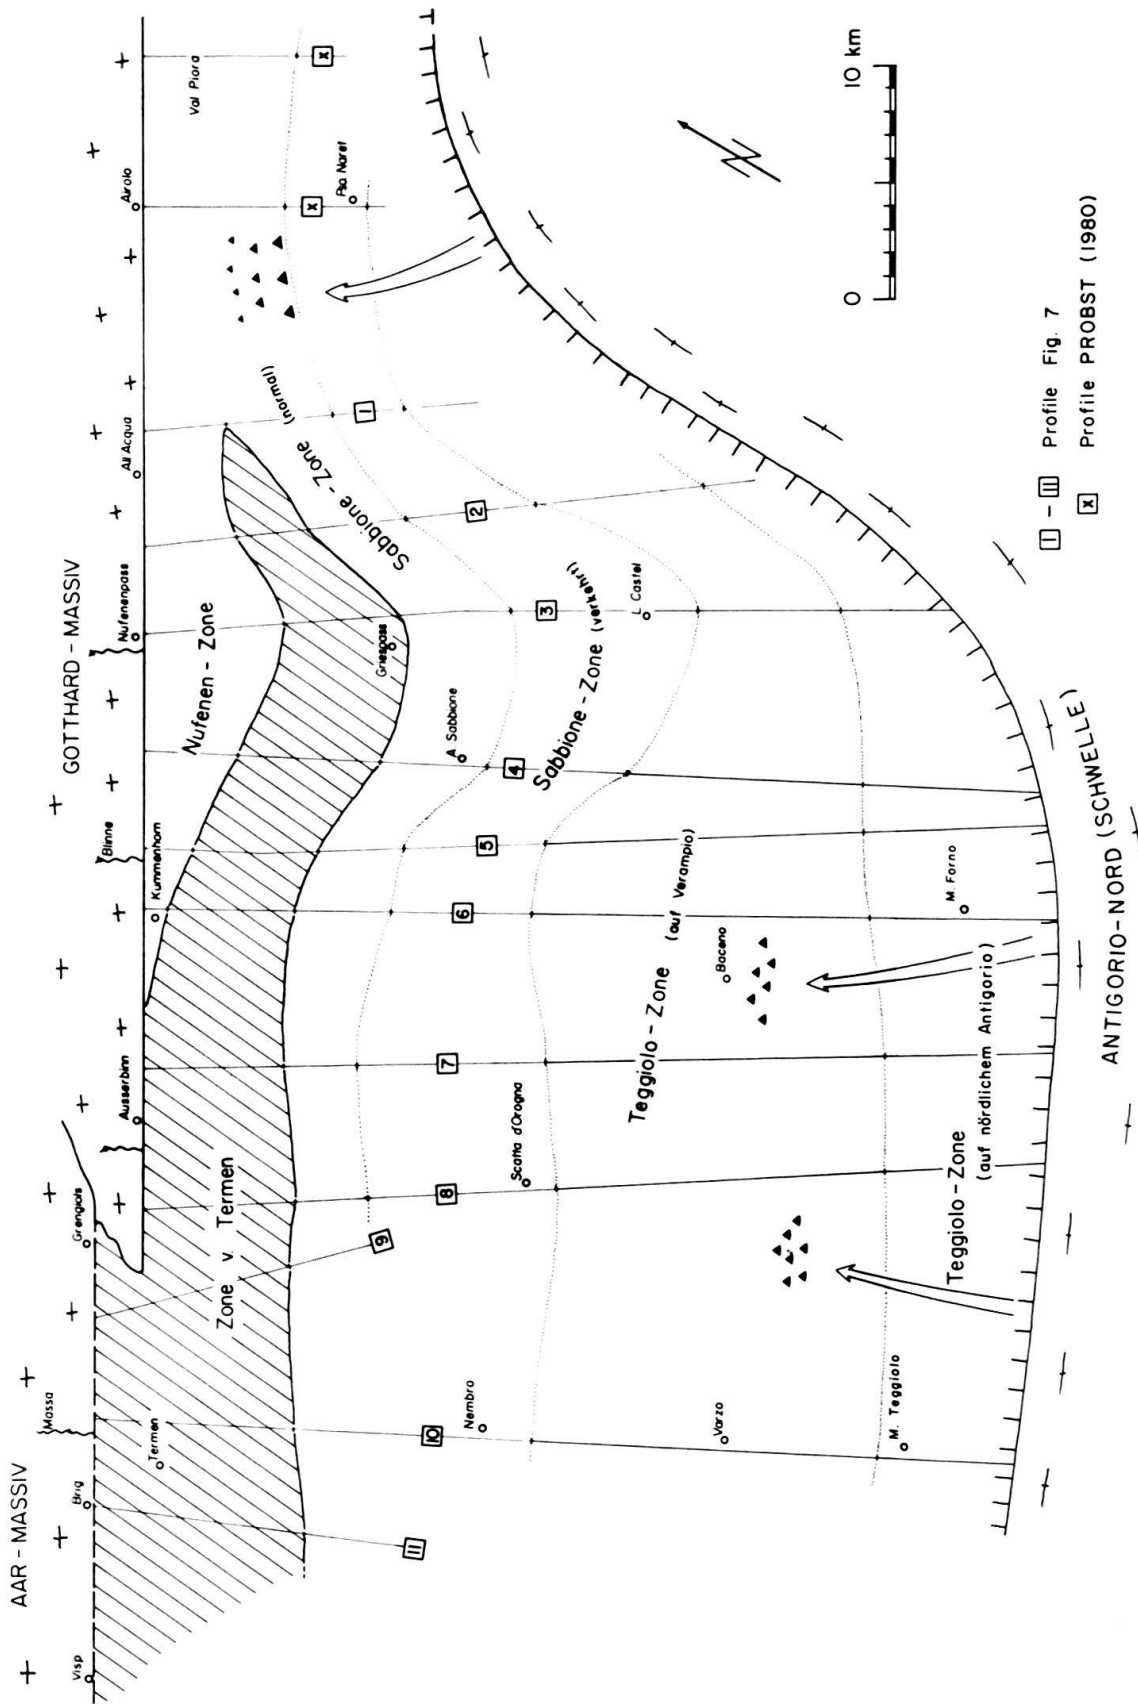 AAR-MASSIV
GOTTHARD-MASSIV
Visp
Brig
Massa
Grengiols
Ausserbinn
Blinne
Kummenhorn
Nufenenpass
All'Acqua
Airolo
Termen
Zone v. Termen
Nufenen-Zone
Griespass
Val Piora
Pso Naret
Sabbione-Zone (normal)
A Sabbione
Sabbione-Zone (verkehrt)
L. Castel
11
10
9
8
7
6
5
4
3
2
1
x
x
Nembro
Scatta d'Orogna
Varzo
Baceno
Teggiolo-Zone (auf Verampio)
M. Teggiolo
Teggiolo-Zone
(auf nördlichem Antigorio)
M. Forno
ANTIGORIO-NORD (SCHWELLE)
0
10 km
1 - 11 Profile Fig. 7
x Profile PROBST (1980)